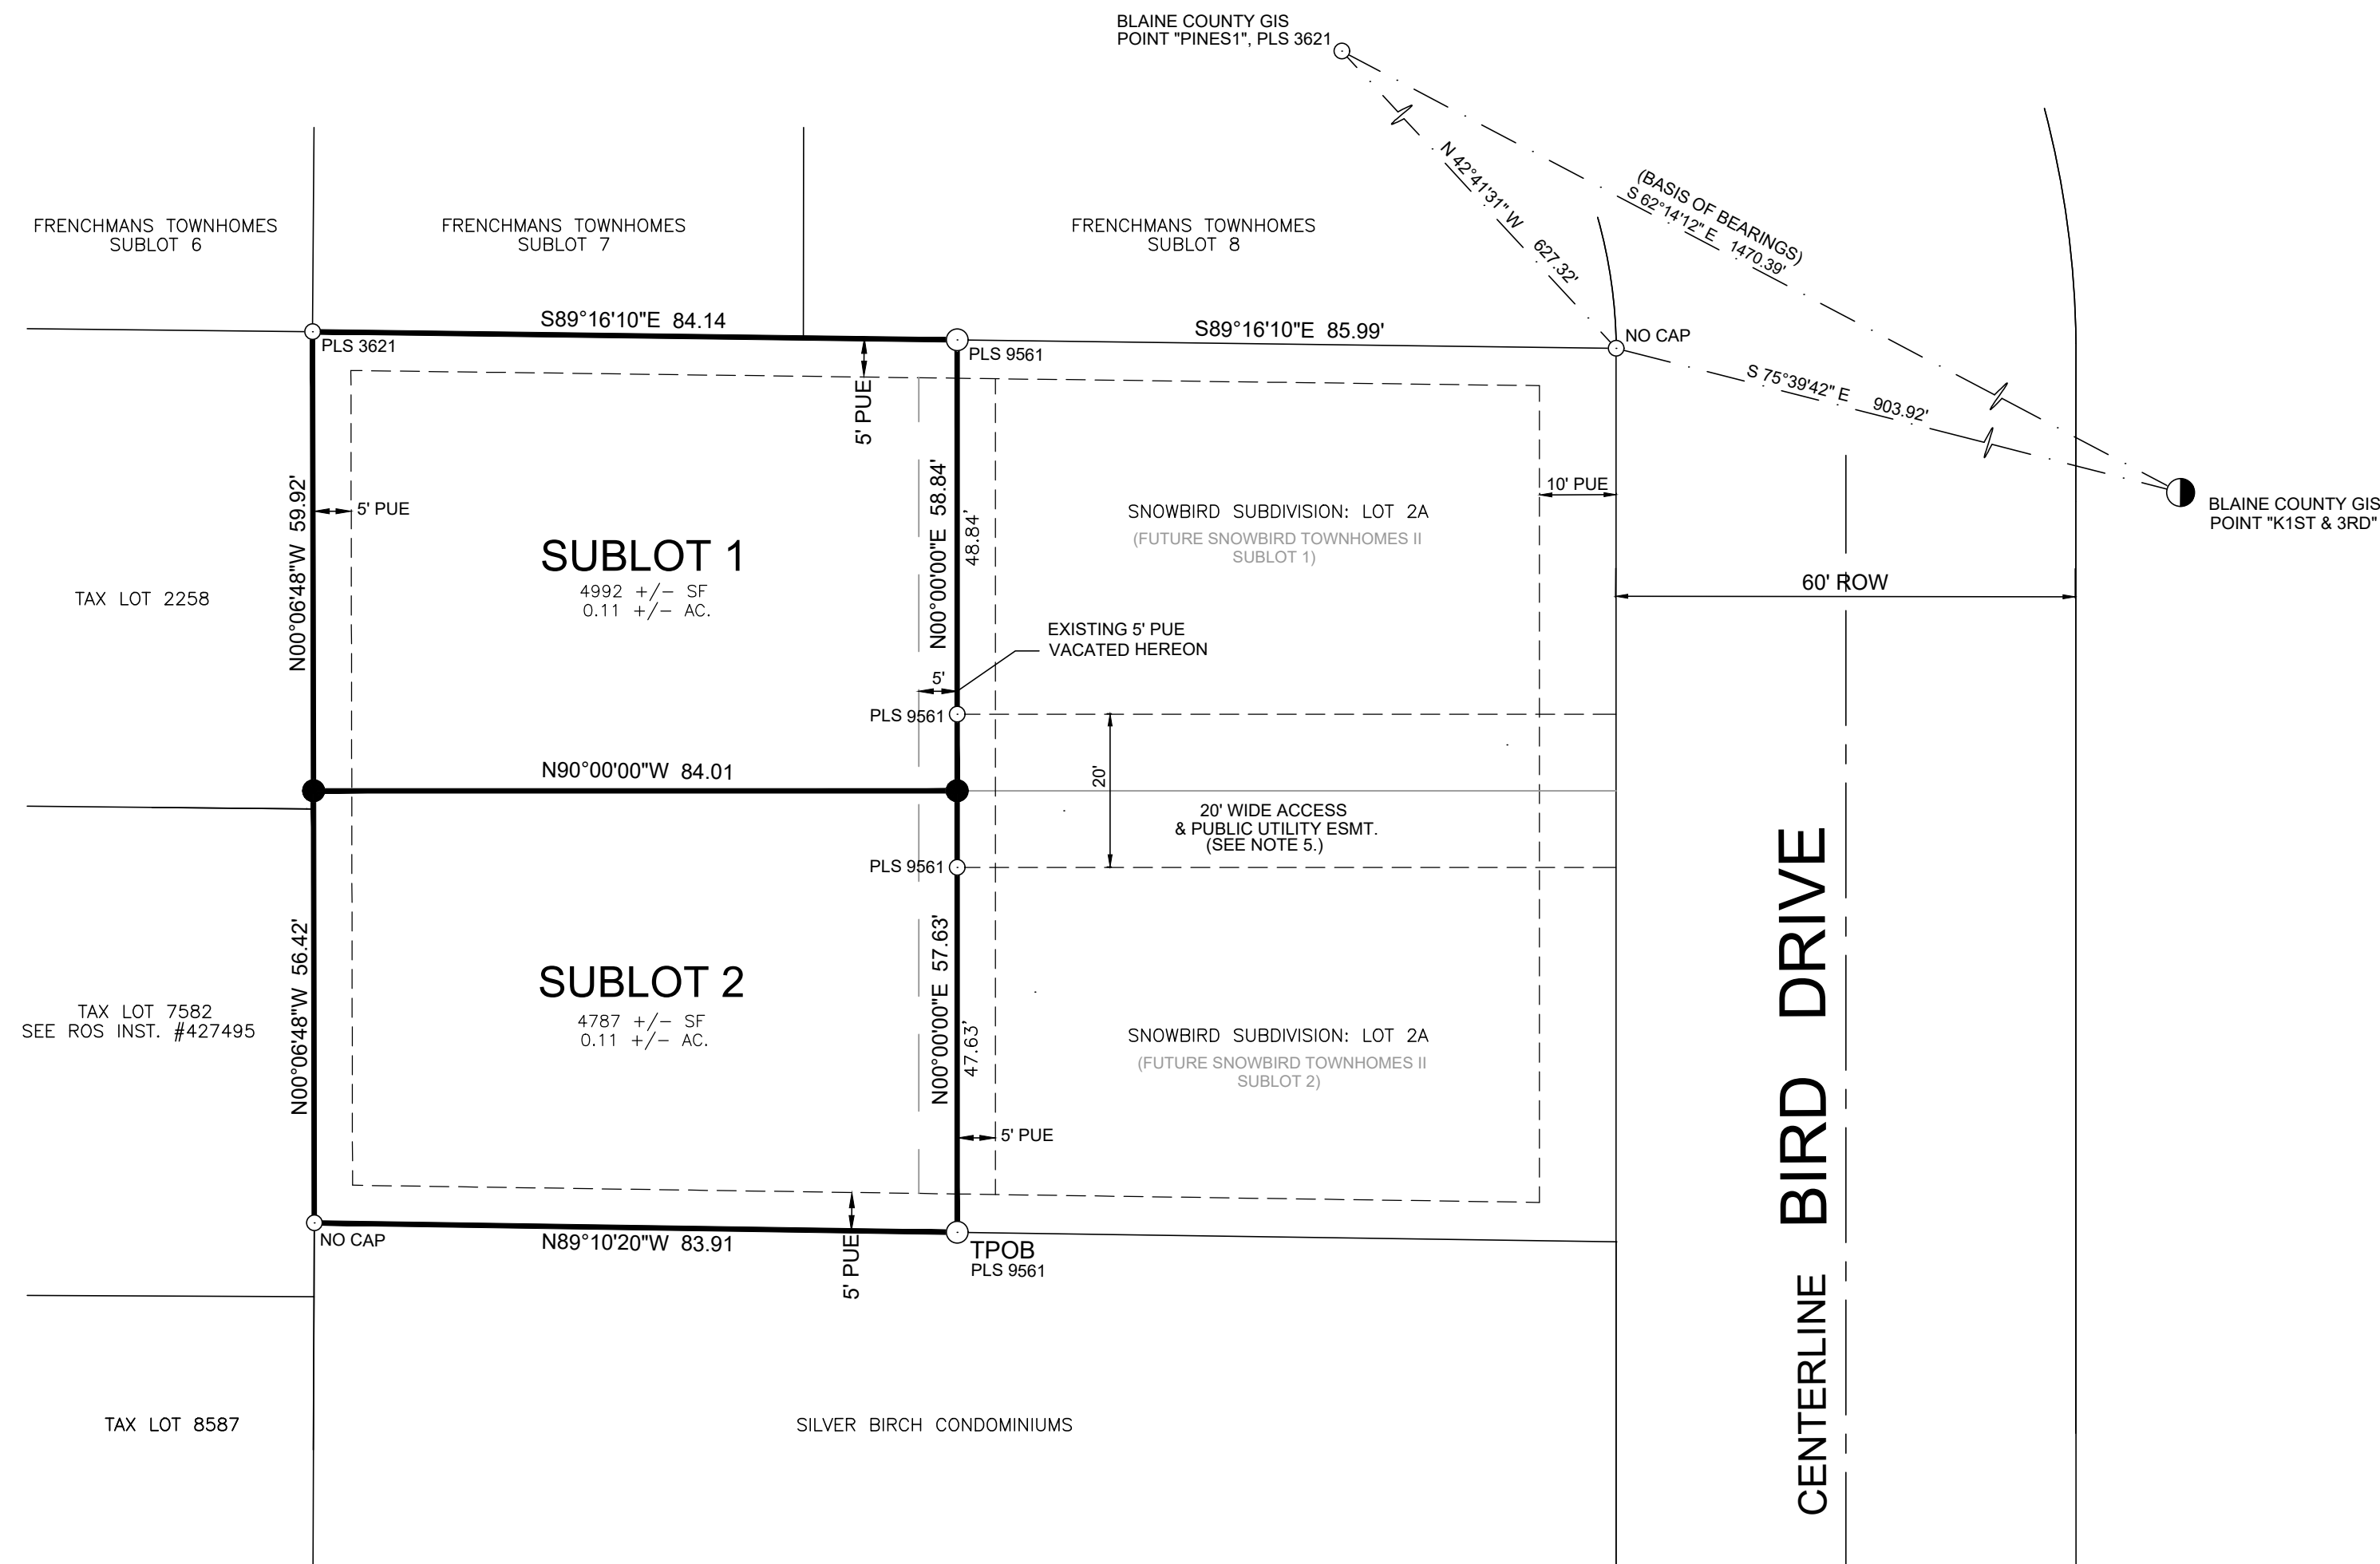 BLAINE COUNTY GIS
POINT "PINES1", PLS 3621
(BASIS OF BEARINGS)
S 62°14'12" E 1470.39'
N 42°41'31" W 627.32'
FRENCHMANS TOWNHOMES
SUBLOT 6
FRENCHMANS TOWNHOMES
SUBLOT 7
FRENCHMANS TOWNHOMES
SUBLOT 8
S89°16'10"E 84.14
S89°16'10"E 85.99'
NO CAP
PLS 3621
PLS 9561
S 75°39'42" E 903.92'
5' PUE
10' PUE
BLAINE COUNTY GIS
POINT "K1ST & 3RD"
N00°06'48"W 59.92'
5' PUE
N00°00'00"E 58.84'
48.84'
SNOWBIRD SUBDIVISION: LOT 2A
(FUTURE SNOWBIRD TOWNHOMES II
SUBLOT 1)
SUBLOT 1
4992 +/- SF
0.11 +/- AC.
TAX LOT 2258
60' ROW
EXISTING 5' PUE
VACATED HEREON
5'
PLS 9561
N90°00'00"W 84.01
20'
20' WIDE ACCESS
& PUBLIC UTILITY ESMT.
(SEE NOTE 5.)
PLS 9561
N00°06'48"W 56.42'
SUBLOT 2
4787 +/- SF
0.11 +/- AC.
N00°00'00"E 57.63'
47.63'
TAX LOT 7582
SEE ROS INST. #427495
SNOWBIRD SUBDIVISION: LOT 2A
(FUTURE SNOWBIRD TOWNHOMES II
SUBLOT 2)
5' PUE
BIRD DRIVE
CENTERLINE
NO CAP
N89°10'20"W 83.91
5' PUE
TPOB
PLS 9561
TAX LOT 8587
SILVER BIRCH CONDOMINIUMS